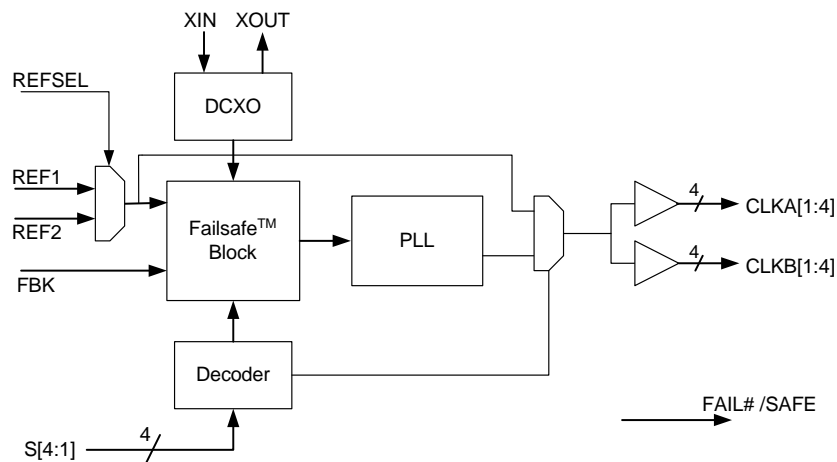 XIN
XOUT
REFSEL
DCXO
REF1
REF2
Failsafe™
Block
PLL
4
CLKA[1:4]
4
CLKB[1:4]
FBK
Decoder
FAIL# /SAFE
4
S[4:1]